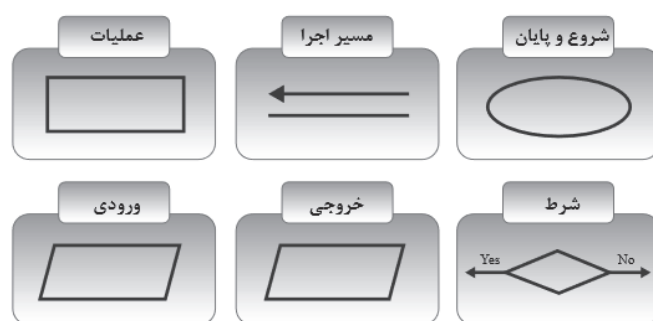 شروع و پایان
مسیر اجرا
عملیات
شرط
خروجی
ورودی
Yes
No